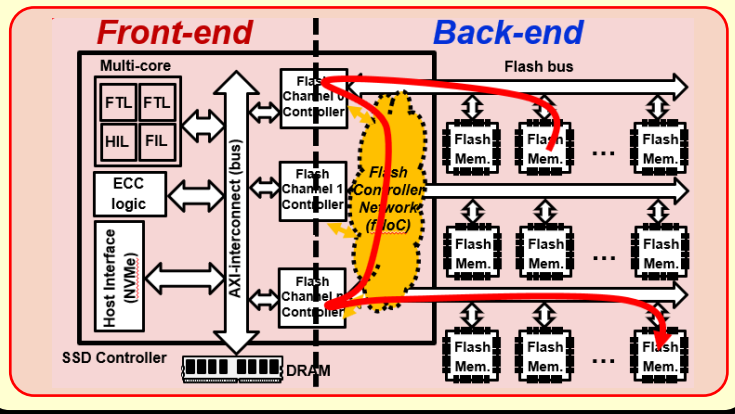 Front-end
Back-end
Multi-core
FTL
FTL
HIL
FIL
ECC
logic
Host Interface
(NVMe)
AXI-interconnect (bus)
SSD Controller
DRAM
Flash
Channel 0
Controller
Flash
Channel 1
Controller
Flash
Channel n
Controller
Flash
Controller
Network
(fNoC)
Flash bus
Flash
Mem.
Flash
Mem.
...
Flash
Mem.
Flash
Mem.
Flash
Mem.
...
Flash
Mem.
Flash
Mem.
Flash
Mem.
...
Flash
Mem.